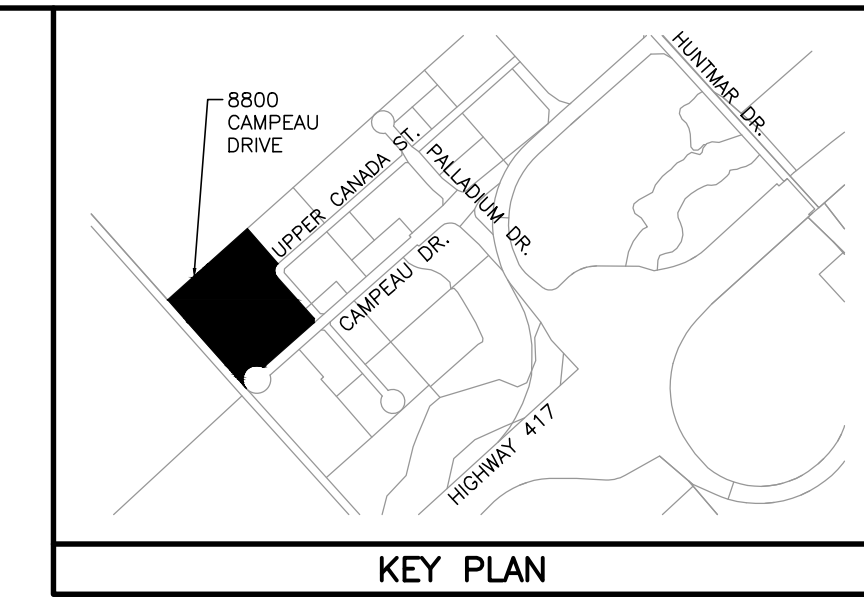 HUNTMAR DR.
8800
CAMPEAU
DRIVE
UPPER CANADA ST.
PALLADIUM DR.
CAMPEAU DR.
HIGHWAY 417
KEY PLAN